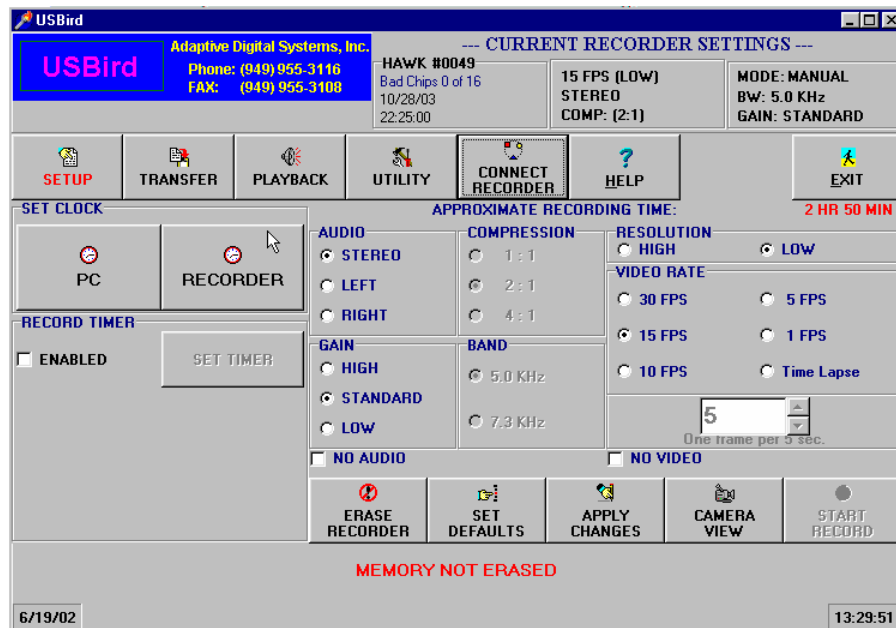 USBird
USBird
Adaptive Digital Systems, Inc.
Phone: (949) 955-3116
FAX: (949) 955-3108
--- CURRENT RECORDER SETTINGS ---
HAWK #0049
Bad Chips 0 of 16
10/28/03
22:25:00
15 FPS (LOW)
STEREO
COMP: (2:1)
MODE: MANUAL
BW: 5.0 KHz
GAIN: STANDARD
SETUP
TRANSFER
PLAYBACK
UTILITY
CONNECT RECORDER
HELP
EXIT
SET CLOCK
PC
RECORDER
RECORD TIMER
ENABLED
SET TIMER
APPROXIMATE RECORDING TIME:
2 HR 50 MIN
AUDIO
STEREO
LEFT
RIGHT
COMPRESSION
1:1
2:1
4:1
RESOLUTION
HIGH
LOW
VIDEO RATE
30 FPS
5 FPS
15 FPS
1 FPS
10 FPS
Time Lapse
GAIN
HIGH
STANDARD
LOW
BAND
5.0 KHz
7.3 KHz
5
One frame per 5 sec.
NO AUDIO
NO VIDEO
ERASE RECORDER
SET DEFAULTS
APPLY CHANGES
CAMERA VIEW
START RECORD
MEMORY NOT ERASED
6/19/02
13:29:51